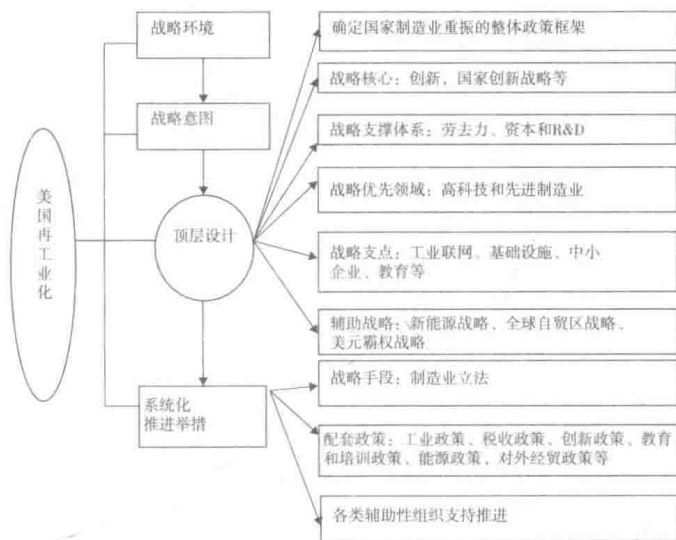 美国再工业化
战略环境
战略意图
顶层设计
系统化
推进举措
确定国家制造业重振的整体政策框架
战略核心：创新，国家创新战略等
战略支撑体系：劳去力、资本和R&D
战略优先领域：高科技和先进制造业
战略支点：工业联网、基础设施、中小
企业、教育等
辅助战略：新能源战略、全球自贸区战略、
美元霸权战略
战略手段：制造业立法
配套政策：工业政策、税收政策、创新政策、教育
和培训政策、能源政策、对外经贸政策等
各类辅助性组织支持推进